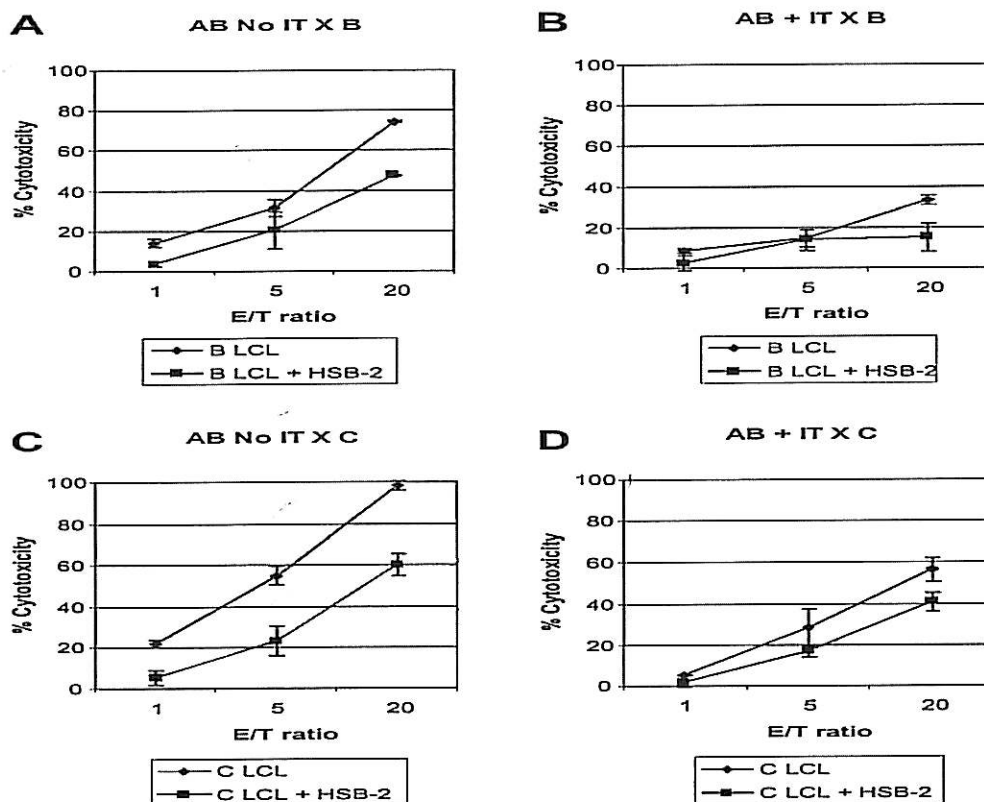 A
AB No IT X B
% Cytotoxicity
100
80
60
40
20
0
1 5 20
E/T ratio
B LCL
B LCL + HSB-2
B
AB + IT X B
% Cytotoxicity
100
80
60
40
20
0
1 5 20
E/T ratio
B LCL
B LCL + HSB-2
C
AB No IT X C
% Cytotoxicity
100
80
60
40
20
0
1 5 20
E/T ratio
C LCL
C LCL + HSB-2
D
AB + IT X C
% Cytotoxicity
100
80
60
40
20
0
1 5 20
E/T ratio
C LCL
C LCL + HSB-2